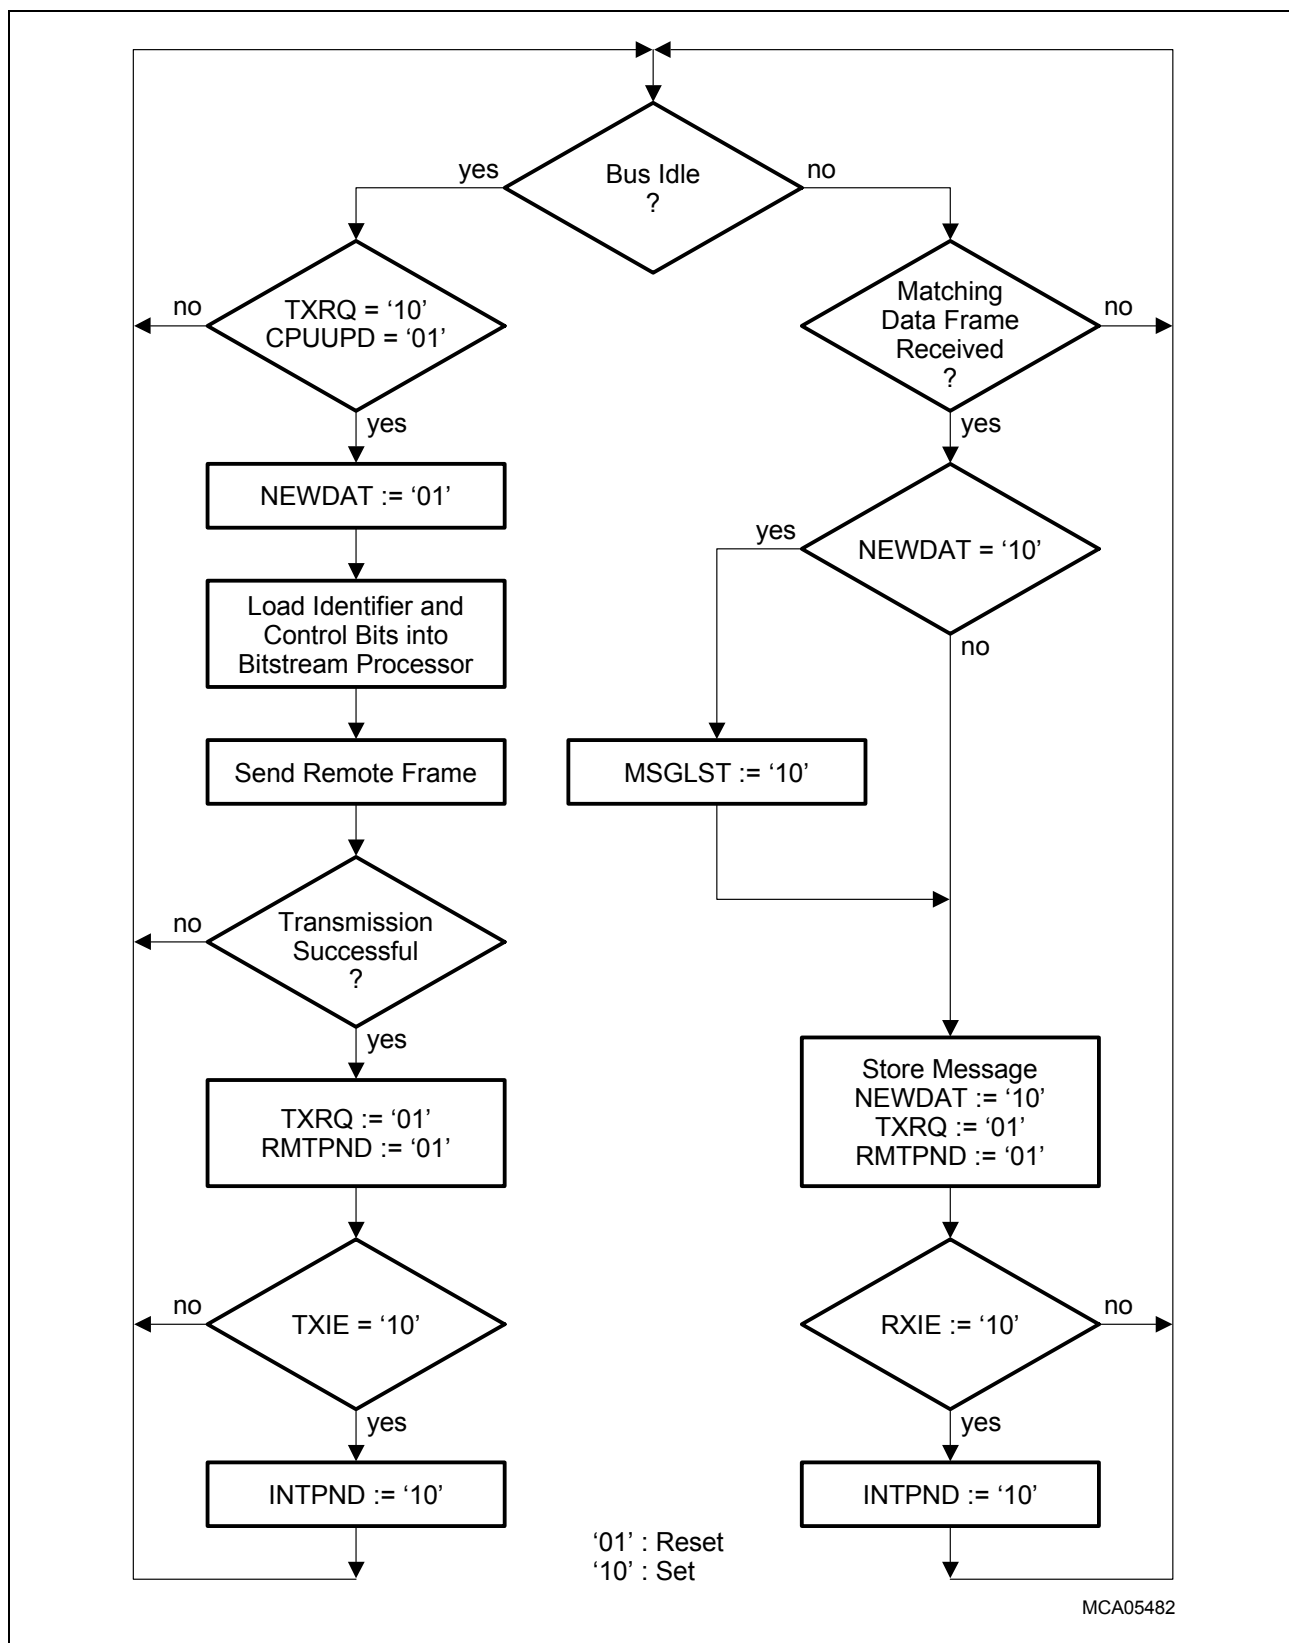 Bus Idle
?
yes
no
TXRQ = ‘10’
CPUUPD = ‘01’
no
yes
NEWDAT := ‘01’
Load Identifier and
Control Bits into
Bitstream Processor
Send Remote Frame
Transmission
Successful
?
no
yes
TXRQ := ‘01’
RMTPND := ‘01’
TXIE = ‘10’
no
yes
INTPND := ‘10’
Matching
Data Frame
Received
?
no
yes
NEWDAT = ‘10’
yes
no
MSGLST := ‘10’
Store Message
NEWDAT := ‘10’
TXRQ := ‘01’
RMTPND := ‘01’
RXIE := ‘10’
no
yes
INTPND := ‘10’
‘01’ : Reset
‘10’ : Set
MCA05482